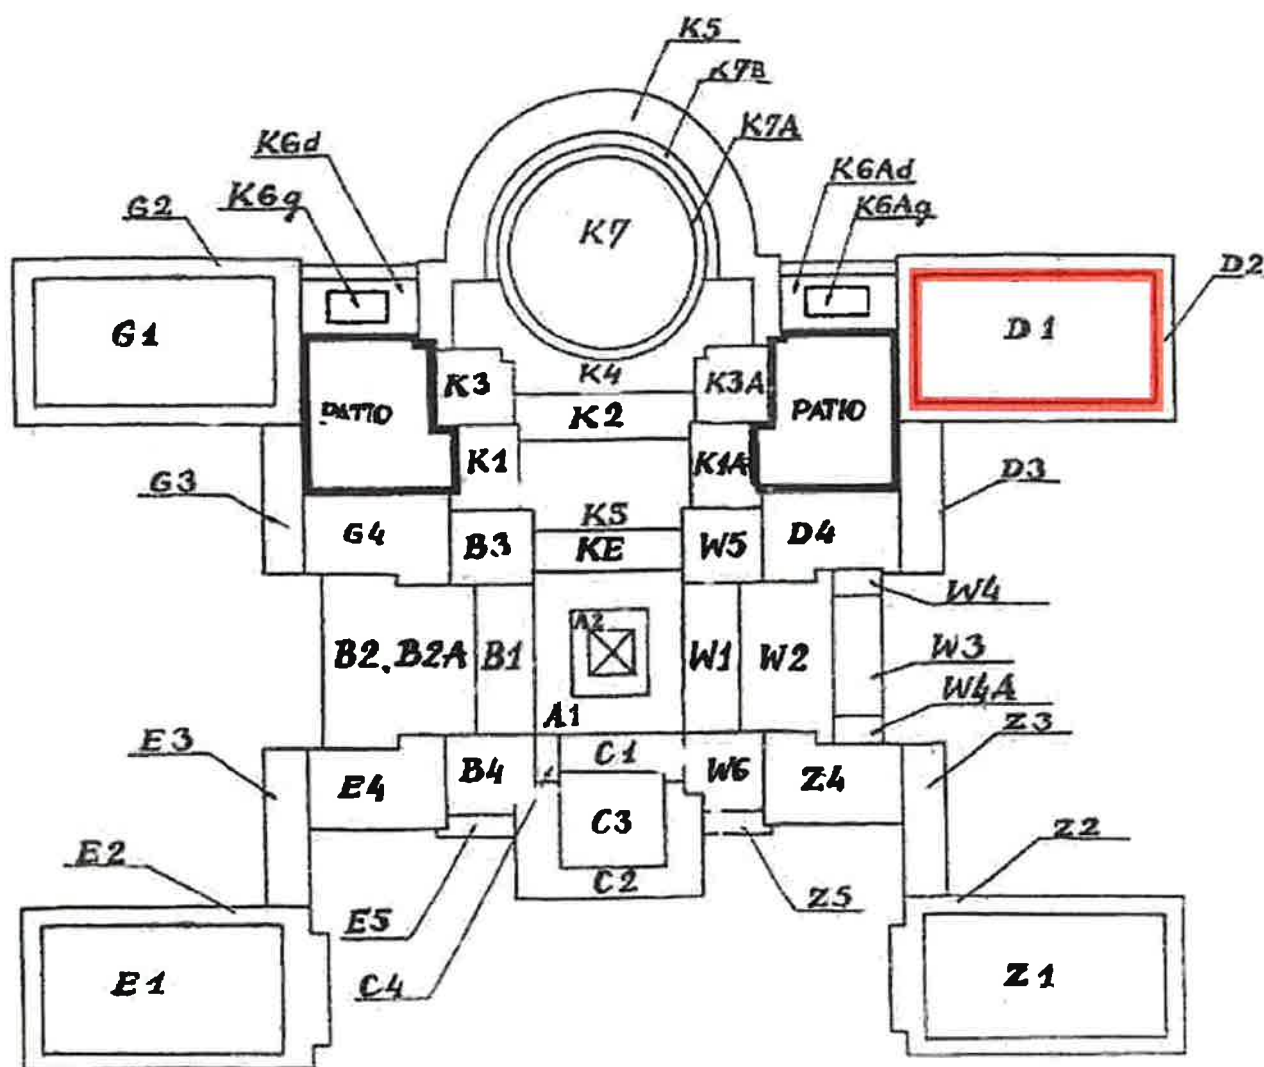 K5
K7B
K7A
K6d
K6Ad
K6g
K6Ag
G2
K7
D2
G1
D1
K4
K3
K3A
PATIO
K2
PATIO
K1
K1A
G3
D3
K5
G4
B3
KE
W5
D4
W4
A2
B2, B2A
B1
W1
W2
W3
W4A
A1
E3
Z3
C1
B4
W6
E4
Z4
C3
E2
Z2
C2
E5
Z5
E1
C4
Z1